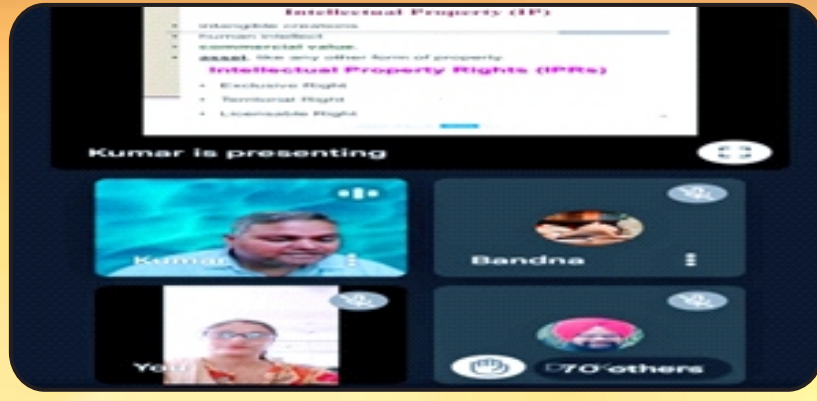 Intellectual Property (IP)
• intangible creations
• human intellect
• commercial value.
• asset, like any other form of property
Intellectual Property Rights (IPRs)
• Exclusive Right
• Territorial Right
• Licensable Right
Kumar is presenting
Kumar
Bandna
You
70 others